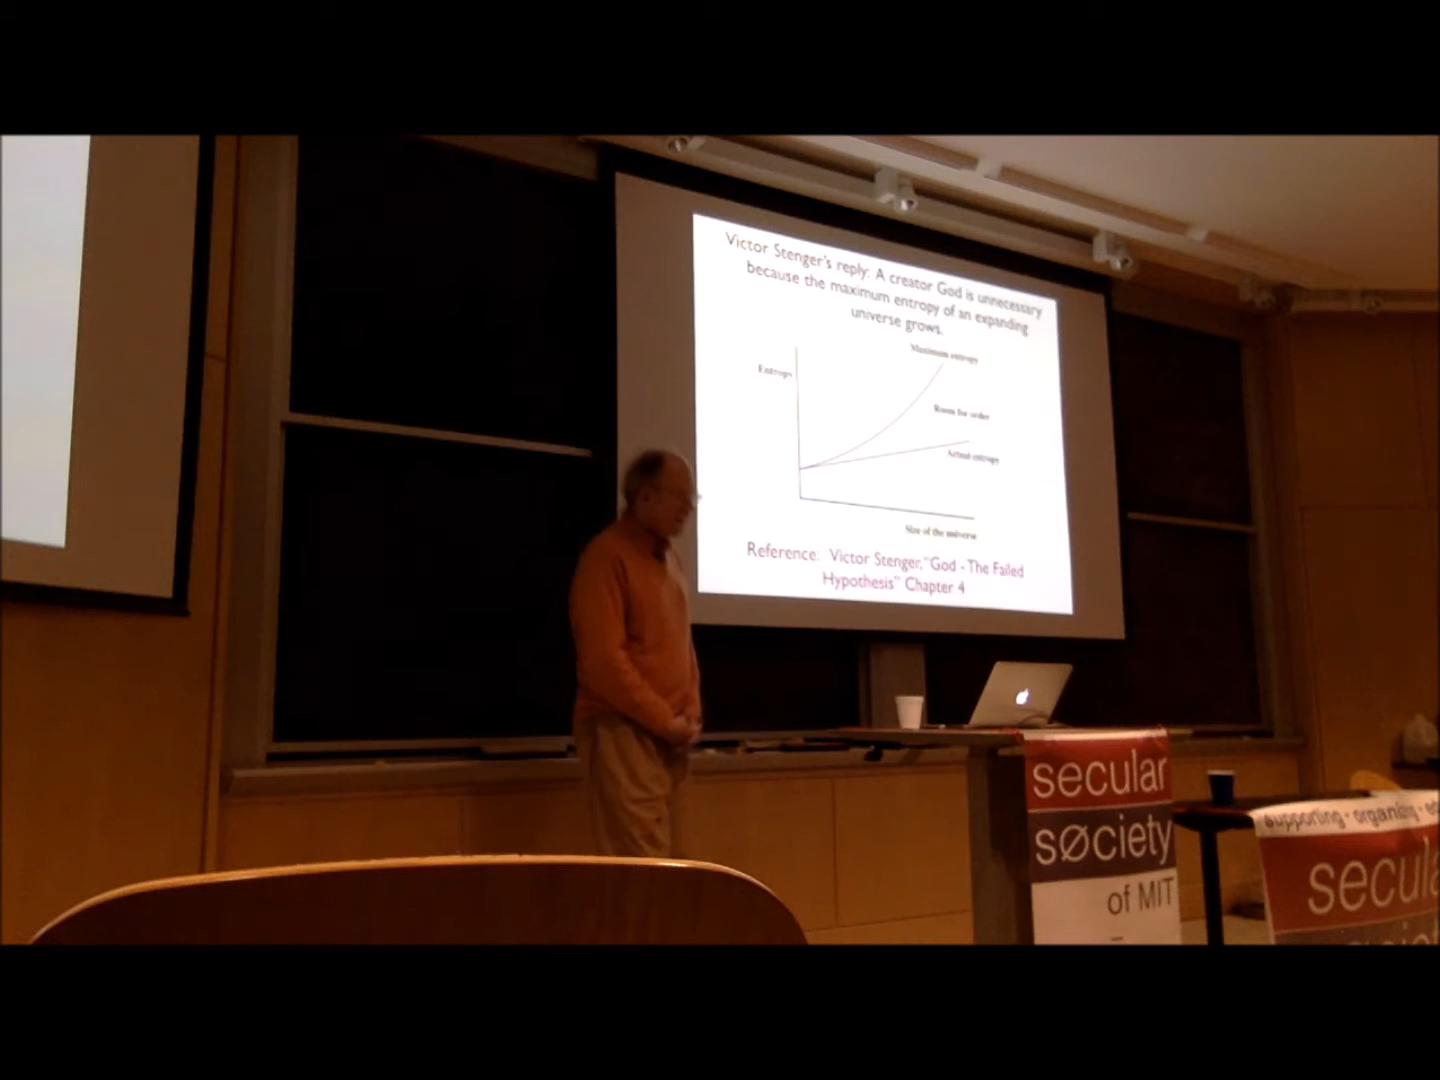 Victor Stenger's reply: A creator God is unnecessary
because the maximum entropy of an expanding
universe grows.
Maximum entropy
Entropy
Room for order
Actual entropy
Size of the universe
Reference: Victor Stenger, "God - The Failed
Hypothesis" Chapter 4
secular
søciety
of MIT
supporting · organizing · e
secula